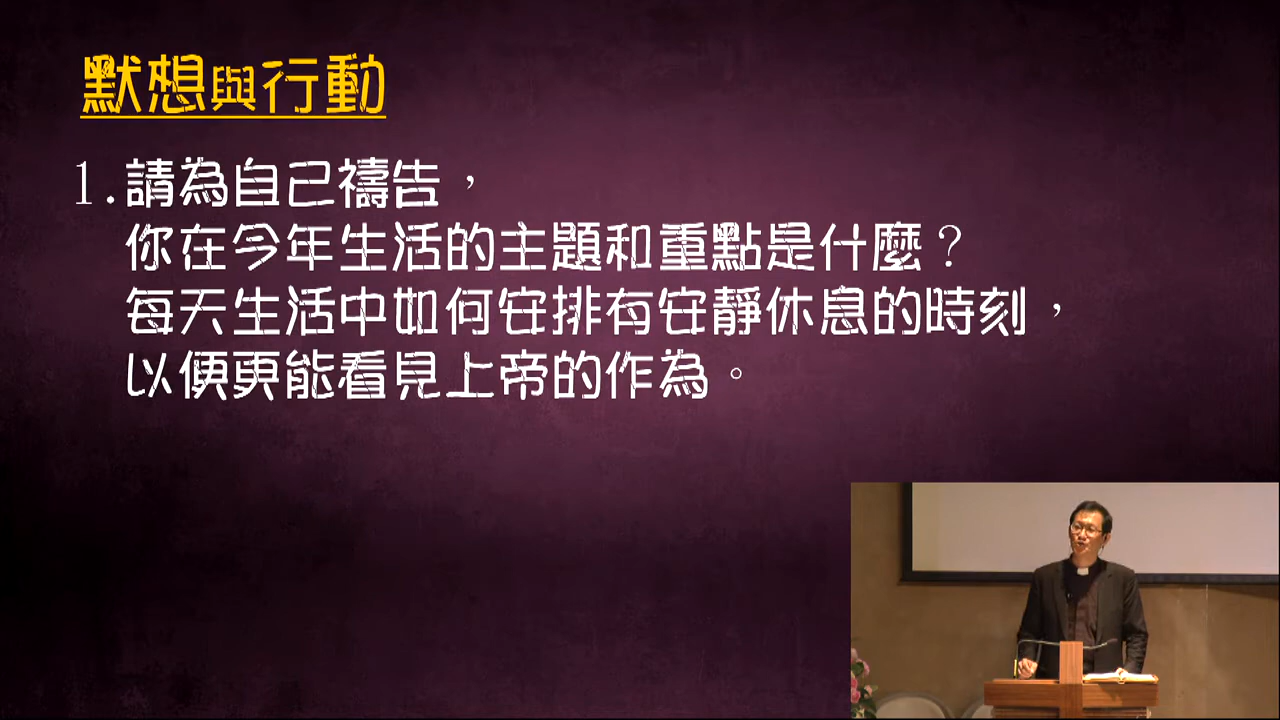 默想與行動
1.請為自己禱告，
你在今年生活的主題和重點是什麼？
每天生活中如何安排有安靜休息的時刻，
以便更能看見上帝的作為。